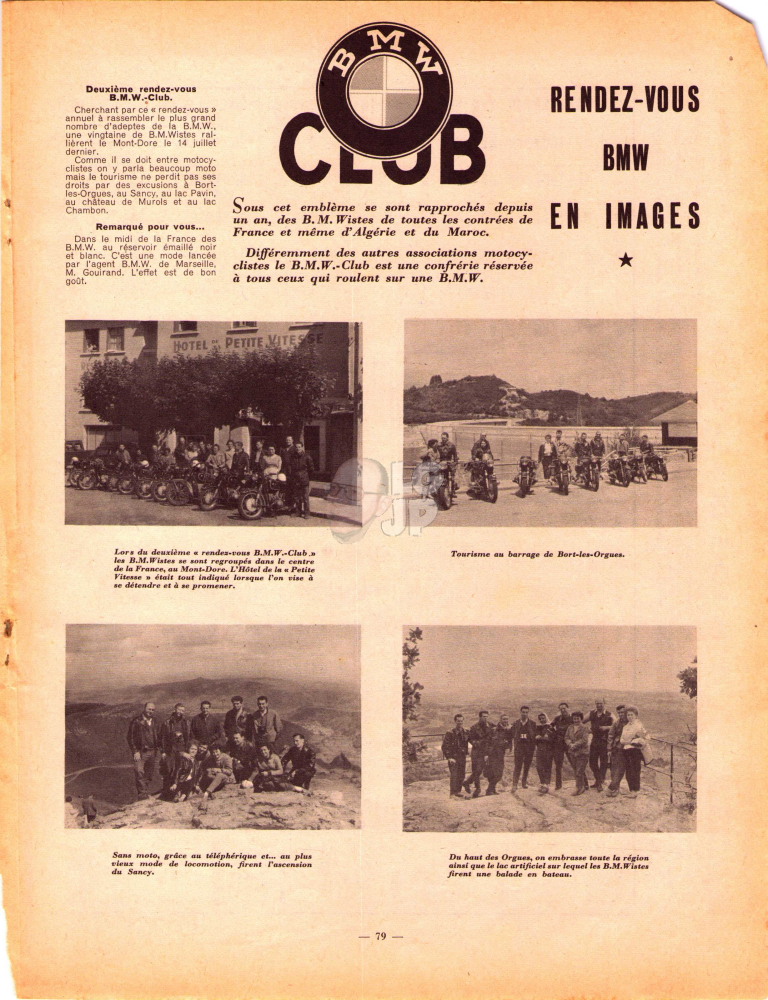 Deuxième rendez-vous
B.M.W.-Club.
Cherchant par ce « rendez-vous »
annuel à rassembler le plus grand
nombre d'adeptes de la B.M.W.,
une vingtaine de B.M.Wistes ral-
lièrent le Mont-Dore le 14 juillet
dernier.
Comme il se doit entre motocy-
clistes on y parla beaucoup moto
mais le tourisme ne perdit pas ses
droits par des excusions à Bort-
les-Orgues, au Sancy, au lac Pavin,
au château de Murols et au lac
Chambon.
Remarqué pour vous...
Dans le midi de la France des
B.M.W. au réservoir émaillé noir
et blanc. C'est une mode lancée
par l'agent B.M.W. de Marseille,
M. Gouirand. L'effet est de bon
goût.
BMW
CLUB
Sous cet emblème se sont rapprochés depuis
un an, des B.M.Wistes de toutes les contrées de
France et même d'Algérie et du Maroc.
Différemment des autres associations motocy-
clistes le B.M.W.-Club est une confrérie réservée
à tous ceux qui roulent sur une B.M.W.
RENDEZ-VOUS
BMW
EN IMAGES
HOTEL DE LA PETITE VITESSE
JP
Lors du deuxième « rendez-vous B.M.W.-Club »
les B.M.Wistes se sont regroupés dans le centre
de la France, au Mont-Dore. L'Hôtel de la « Petite
Vitesse » était tout indiqué lorsque l'on vise à
se détendre et à se promener.
Tourisme au barrage de Bort-les-Orgues.
Sans moto, grâce au téléphérique et... au plus
vieux mode de locomotion, firent l'ascension
du Sancy.
Du haut des Orgues, on embrasse toute la région
ainsi que le lac artificiel sur lequel les B.M.Wistes
firent une balade en bateau.
— 79 —